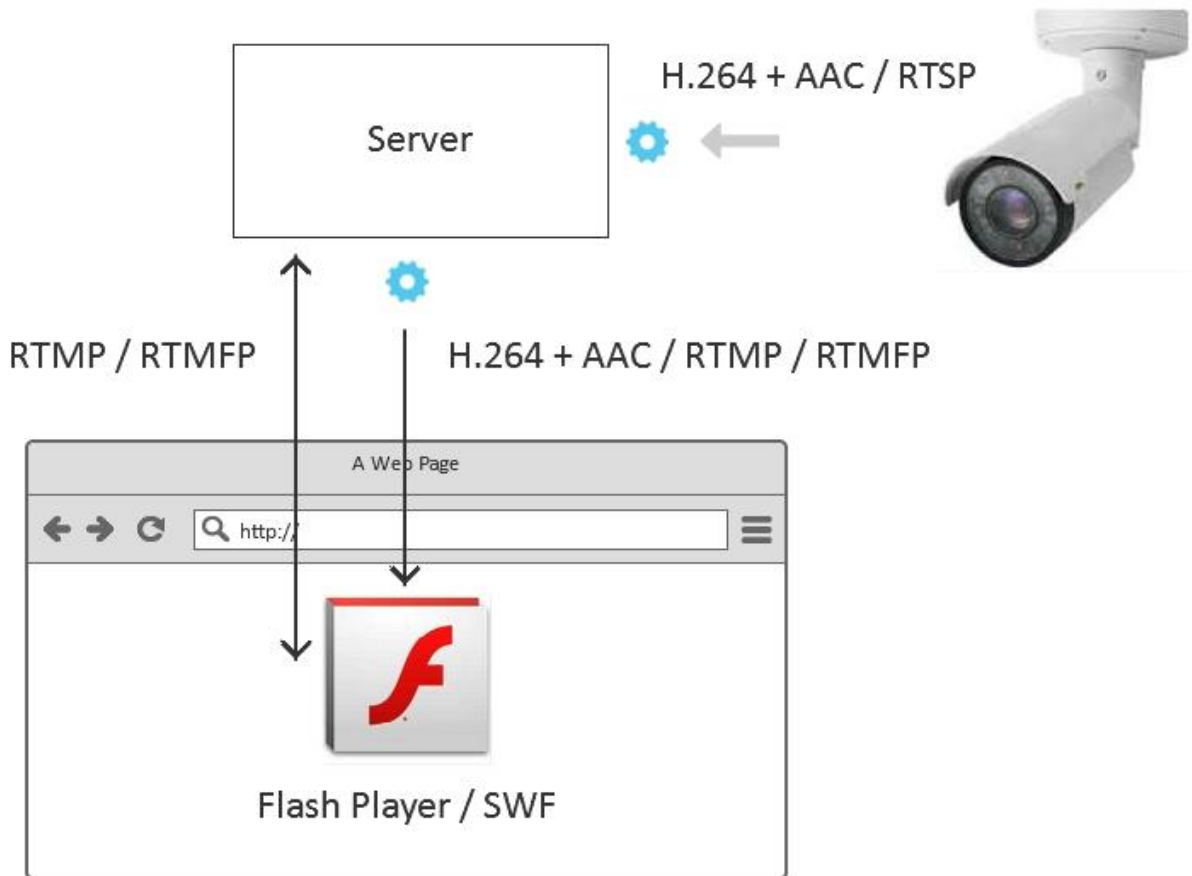 H.264 + AAC / RTSP
Server
RTMP / RTMFP
H.264 + AAC / RTMP / RTMFP
A Web Page
http://
Flash Player / SWF